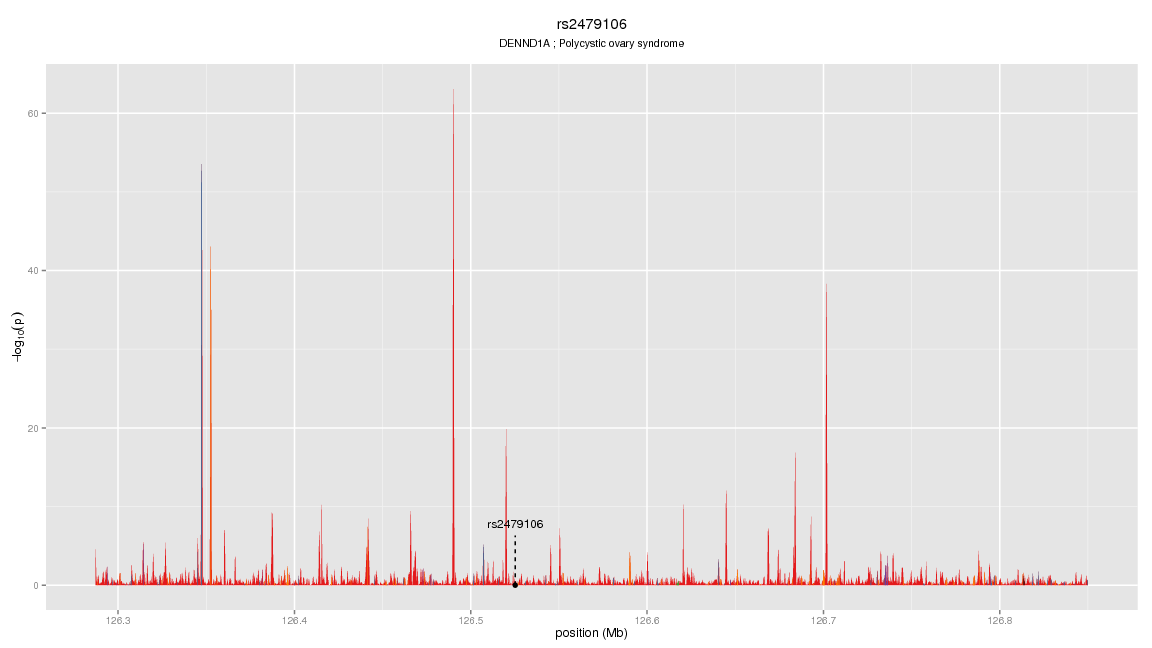 rs2479106
DENND1A ; Polycystic ovary syndrome
60
40
20
0
−log10(p)
rs2479106
126.3 126.4 126.5 126.6 126.7 126.8
position (Mb)